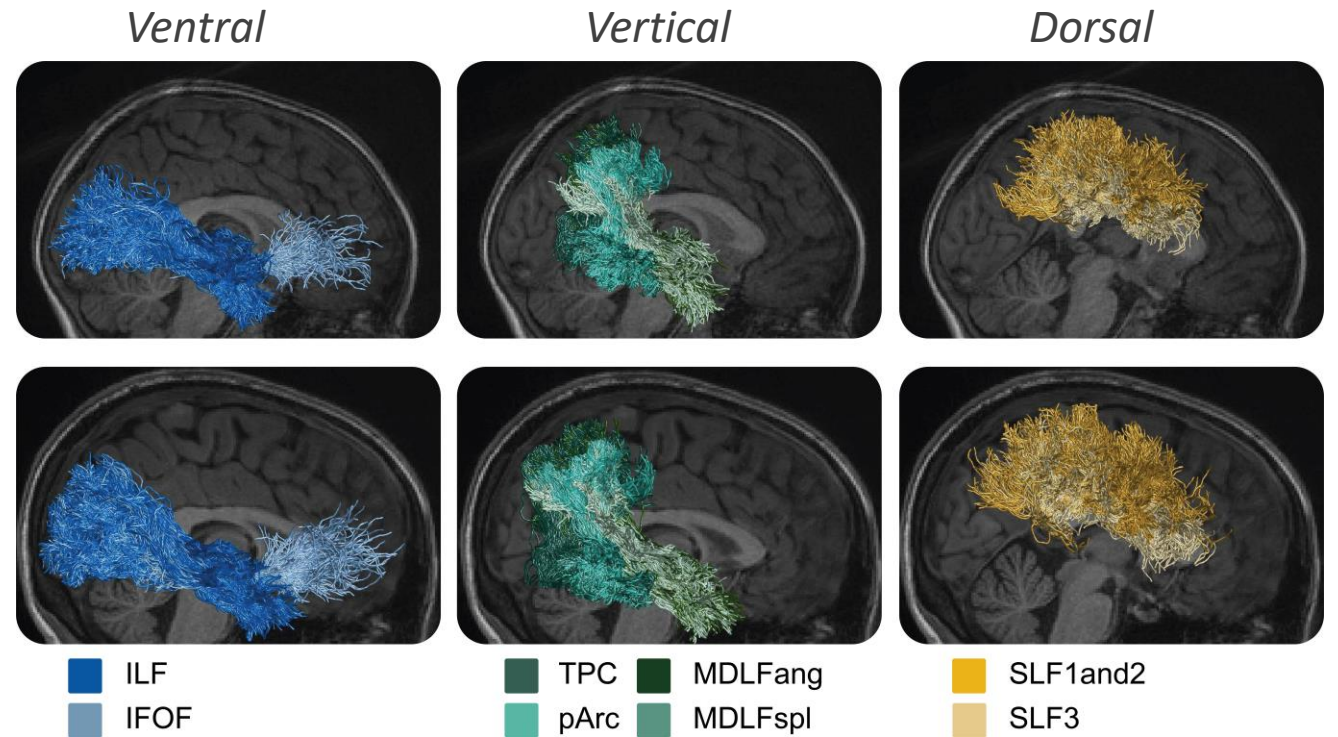 Ventral Vertical Dorsal
ILF TPC MDLFang SLF1and2
IFOF pArc MDLFspl SLF3